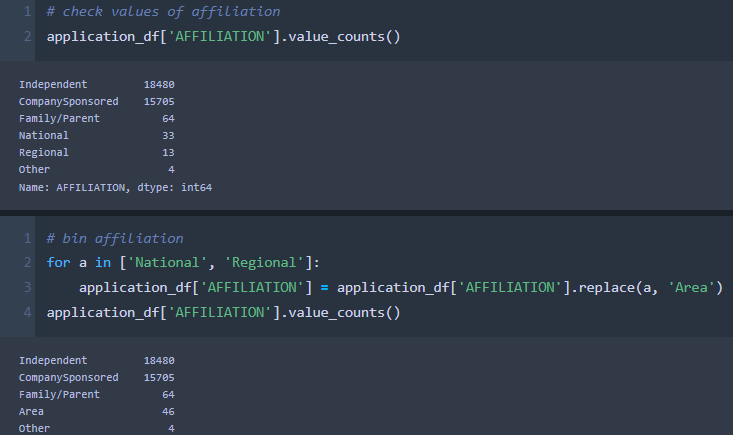 1 # check values of affiliation
2 application_df['AFFILIATION'].value_counts()
Independent 18480
CompanySponsored 15705
Family/Parent 64
National 33
Regional 13
Other 4
Name: AFFILIATION, dtype: int64
1 # bin affiliation
2 for a in ['National', 'Regional']:
3 application_df['AFFILIATION'] = application_df['AFFILIATION'].replace(a, 'Area')
4 application_df['AFFILIATION'].value_counts()
Independent 18480
CompanySponsored 15705
Family/Parent 64
Area 46
Other 4